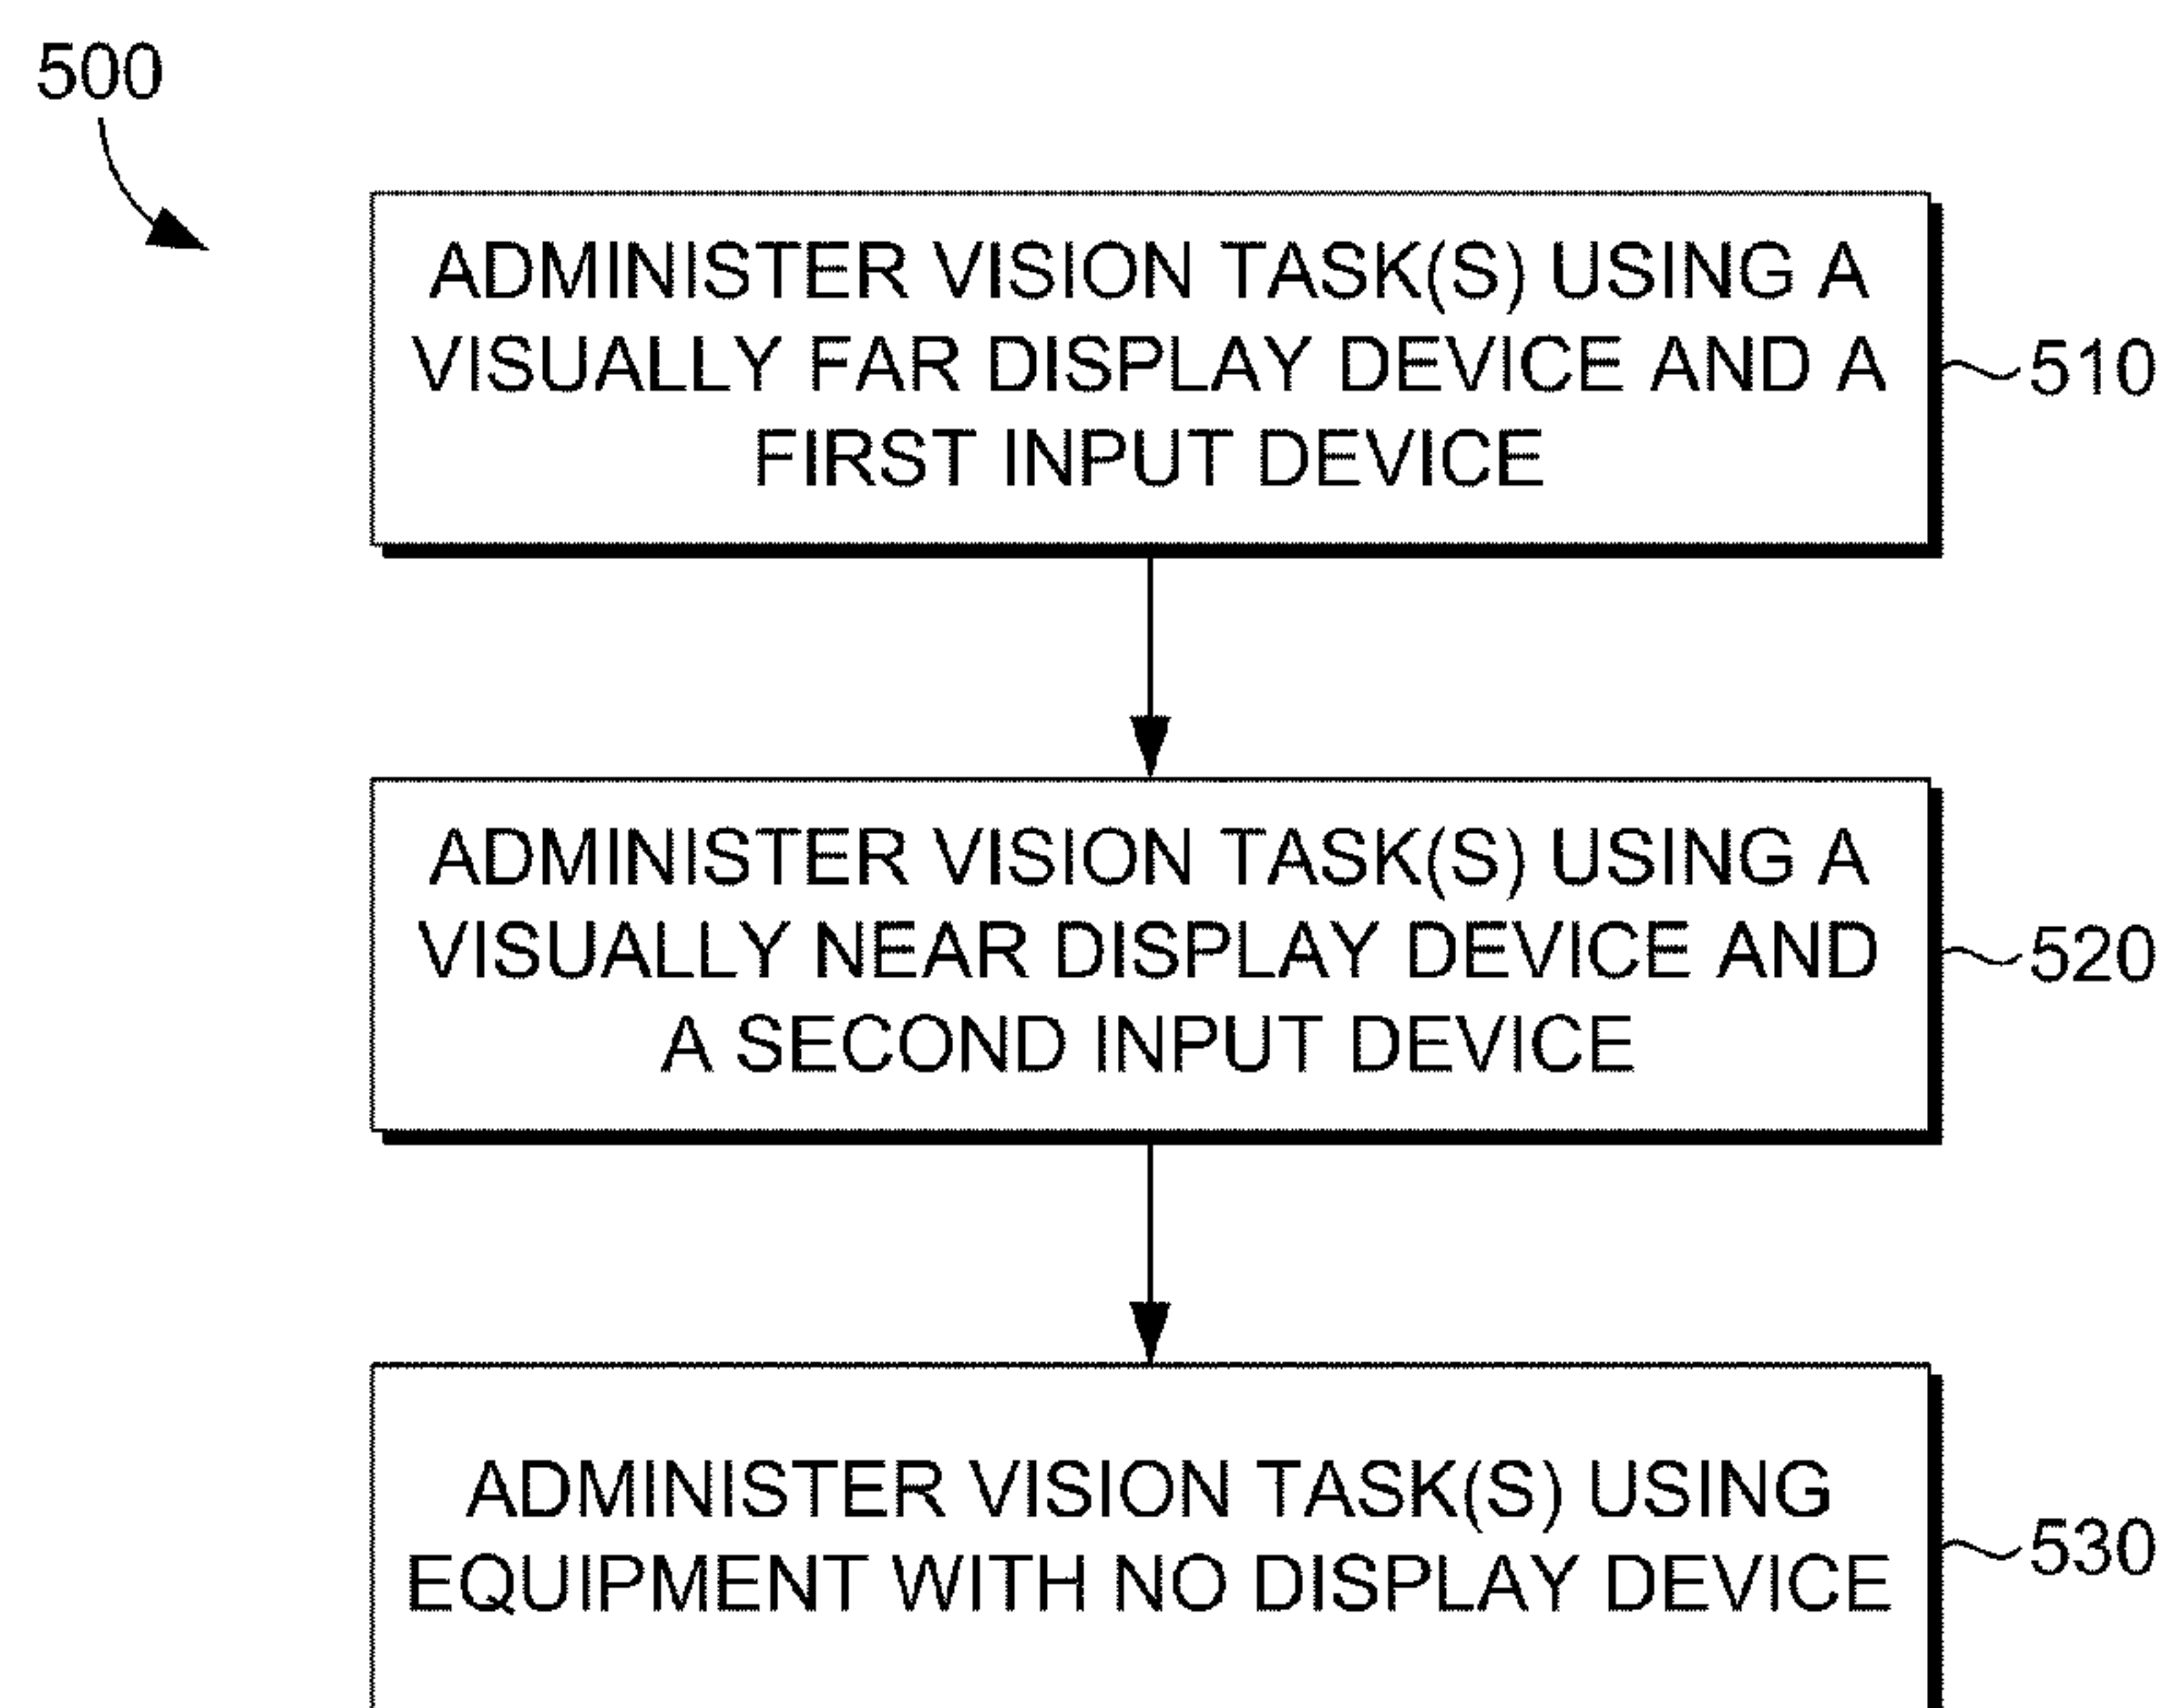 500
ADMINISTER VISION TASK(S) USING A
VISUALLY FAR DISPLAY DEVICE AND A
FIRST INPUT DEVICE
510
ADMINISTER VISION TASK(S) USING A
VISUALLY NEAR DISPLAY DEVICE AND
A SECOND INPUT DEVICE
520
ADMINISTER VISION TASK(S) USING
EQUIPMENT WITH NO DISPLAY DEVICE
530